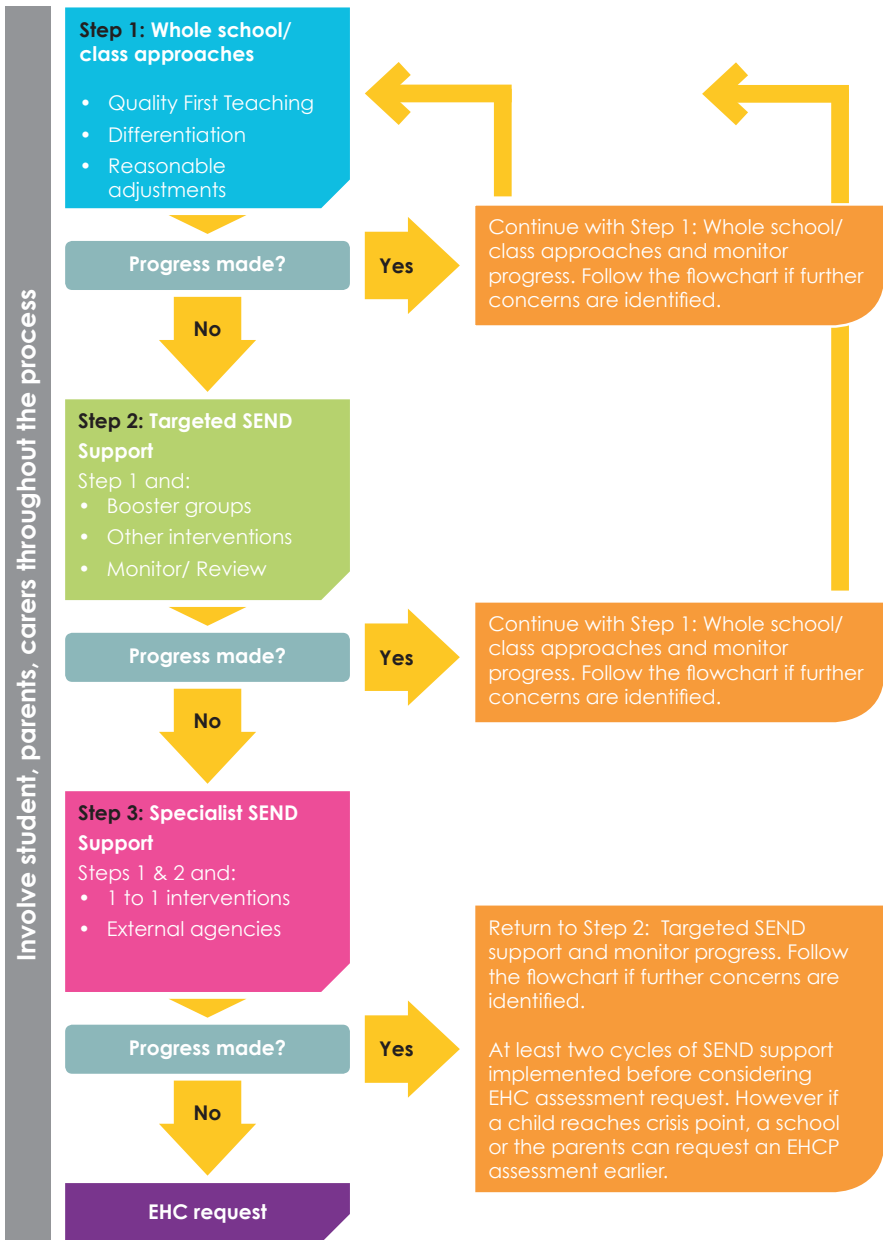 Involve student, parents, carers throughout the process
Step 1: Whole school/
class approaches
• Quality First Teaching
• Differentiation
• Reasonable
adjustments
Progress made?
Yes
Continue with Step 1: Whole school/
class approaches and monitor
progress. Follow the flowchart if further
concerns are identified.
No
Step 2: Targeted SEND
Support
Step 1 and:
• Booster groups
• Other interventions
• Monitor/ Review
Progress made?
Yes
Continue with Step 1: Whole school/
class approaches and monitor
progress. Follow the flowchart if further
concerns are identified.
No
Step 3: Specialist SEND
Support
Steps 1 & 2 and:
• 1 to 1 interventions
• External agencies
Progress made?
Yes
Return to Step 2:  Targeted SEND
support and monitor progress. Follow
the flowchart if further concerns are
identified.
At least two cycles of SEND support
implemented before considering
EHC assessment request. However if
a child reaches crisis point, a school
or the parents can request an EHCP
assessment earlier.
No
EHC request